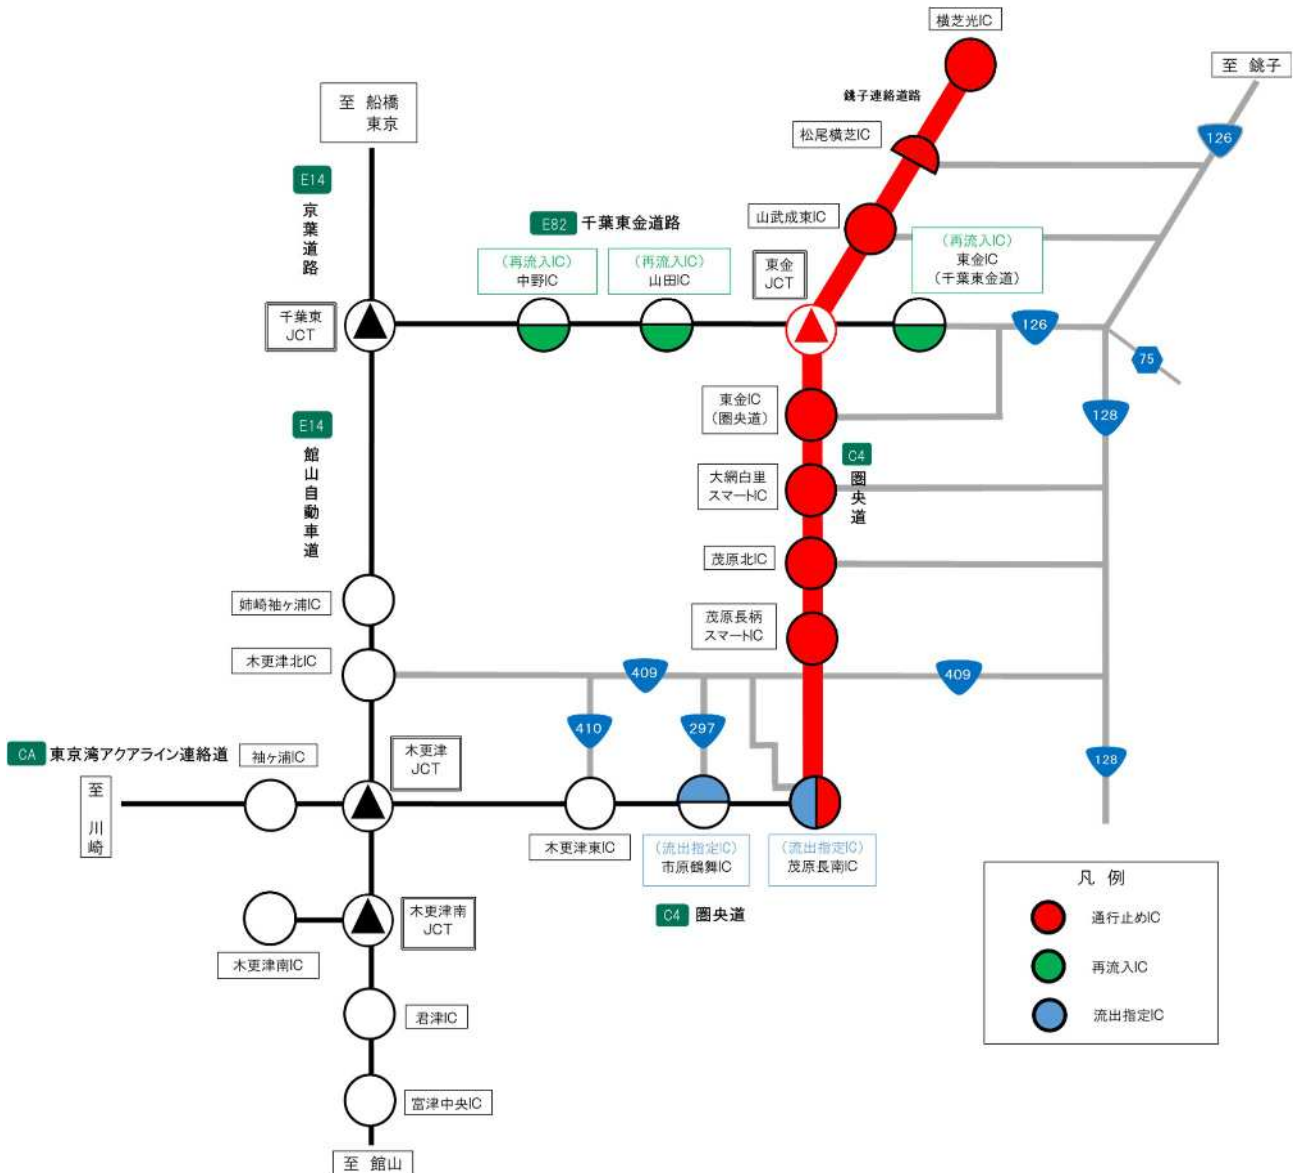 横芝光IC
至 銚子
銚子連絡道路
至 船橋
東京
松尾横芝IC
126
E14
京葉道路
E82 千葉東金道路
山武成東IC
(再流入IC)
中野IC
(再流入IC)
山田IC
東金
JCT
(再流入IC)
東金IC
(千葉東金道)
千葉東
JCT
126
75
東金IC
(圏央道)
128
E14
館山自動車道
C4
圏央道
大網白里
スマートIC
茂原北IC
姉崎袖ヶ浦IC
茂原長柄
スマートIC
木更津北IC
409
409
410
297
CA 東京湾アクアライン連絡道
袖ヶ浦IC
木更津
JCT
128
至 川崎
木更津東IC
(流出指定IC)
市原鶴舞IC
(流出指定IC)
茂原長南IC
C4 圏央道
木更津南
JCT
木更津南IC
凡 例
通行止めIC
再流入IC
流出指定IC
君津IC
富津中央IC
至 館山